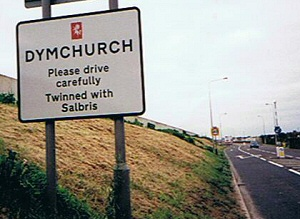 DYMCHURCH
Please drive
carefully
Twinned with
Salbris